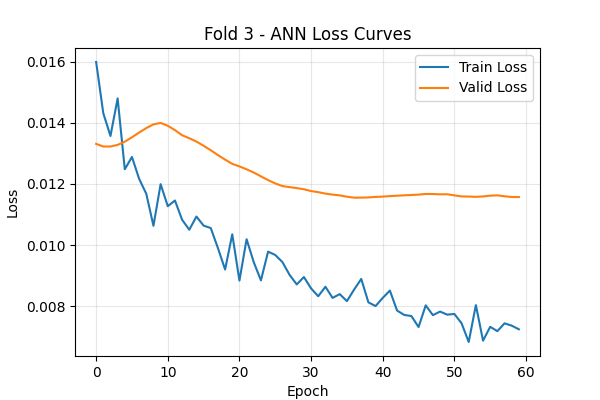 Fold 3 - ANN Loss Curves
Train Loss
Valid Loss
Loss
0.016
0.014
0.012
0.010
0.008
0 10 20 30 40 50 60
Epoch